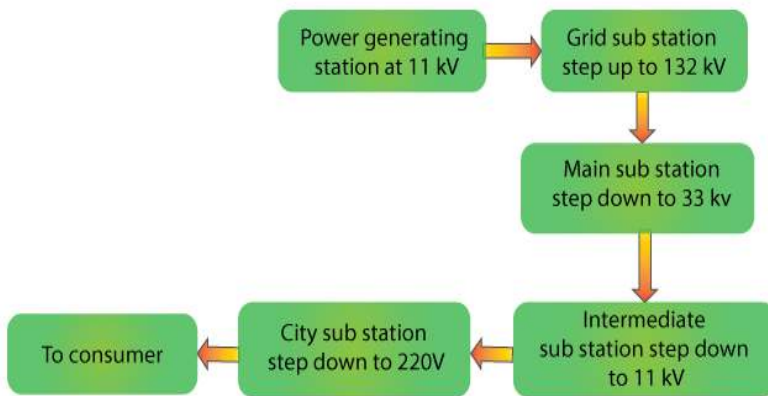 Power generating
station at 11 kV
Grid sub station
step up to 132 kV
Main sub station
step down to 33 kv
Intermediate
sub station step down
to 11 kV
City sub station
step down to 220V
To consumer